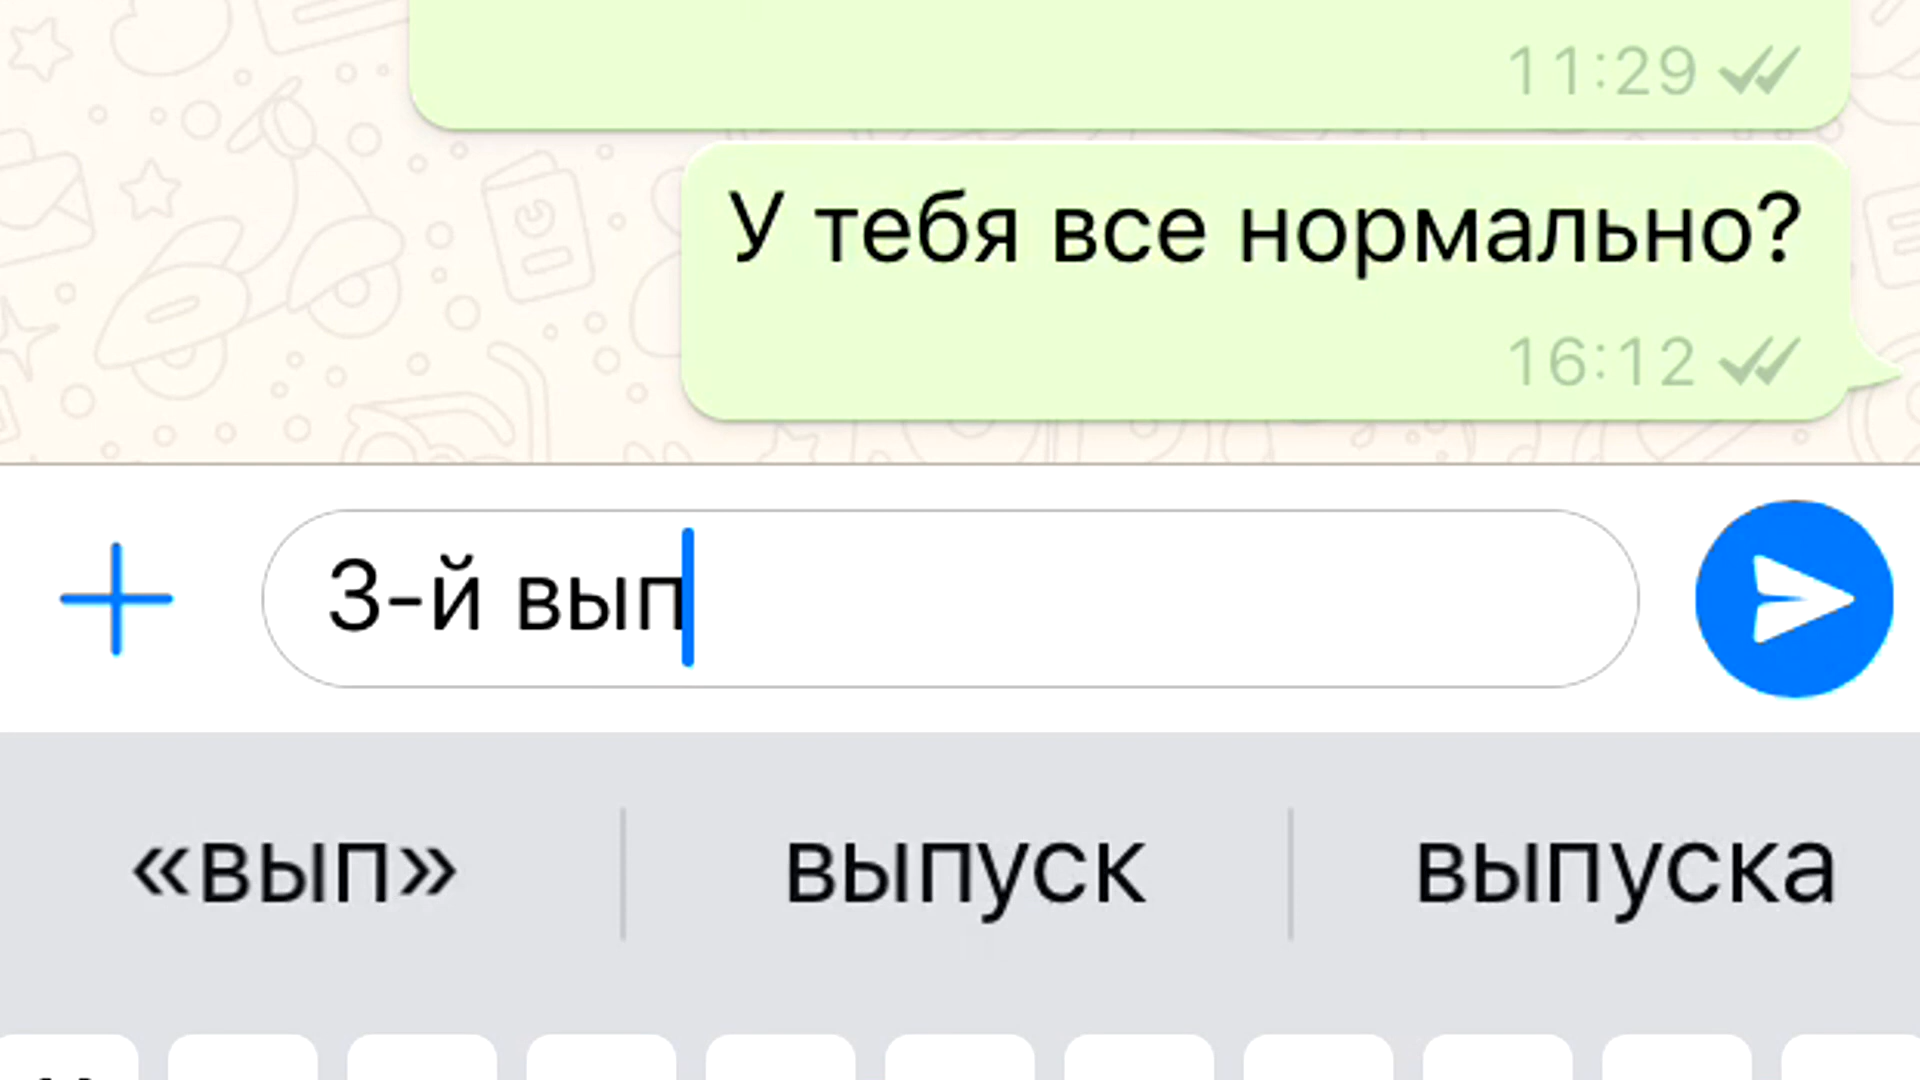 11:29
У тебя все нормально?
16:12
3-й вып
«вып» выпуск выпуска